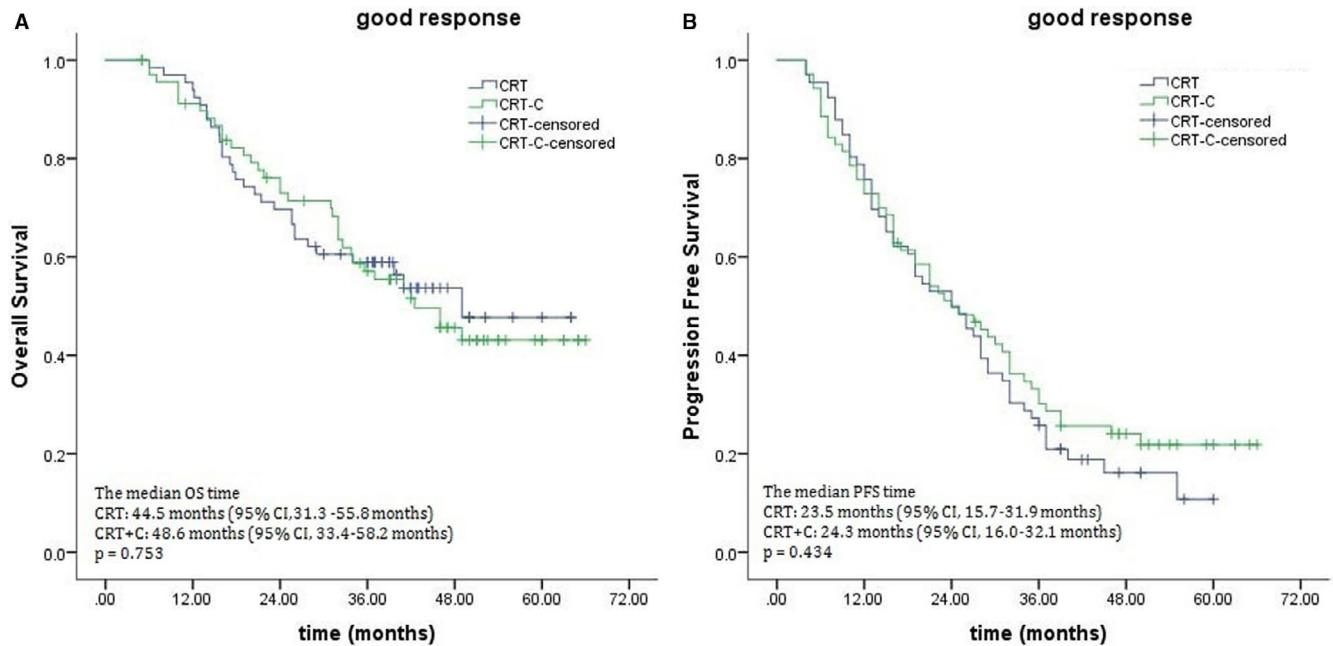 A
good response
1.0
0.8
0.6
0.4
0.2
0.0
Overall Survival
CRT
CRT-C
CRT-censored
CRT-C-censored
The median OS time
CRT: 44.5 months (95% CI,31.3 -55.8 months)
CRT+C: 48.6 months (95% CI, 33.4-58.2 months)
p = 0.753
.00 12.00 24.00 36.00 48.00 60.00 72.00
time (months)
B
good response
1.0
0.8
0.6
0.4
0.2
0.0
Progression Free Survival
CRT
CRT-C
CRT-censored
CRT-C-censored
The median PFS time
CRT: 23.5 months (95% CI, 15.7-31.9 months)
CRT+C: 24.3 months (95% CI, 16.0-32.1 months)
p = 0.434
.00 12.00 24.00 36.00 48.00 60.00 72.00
time (months)